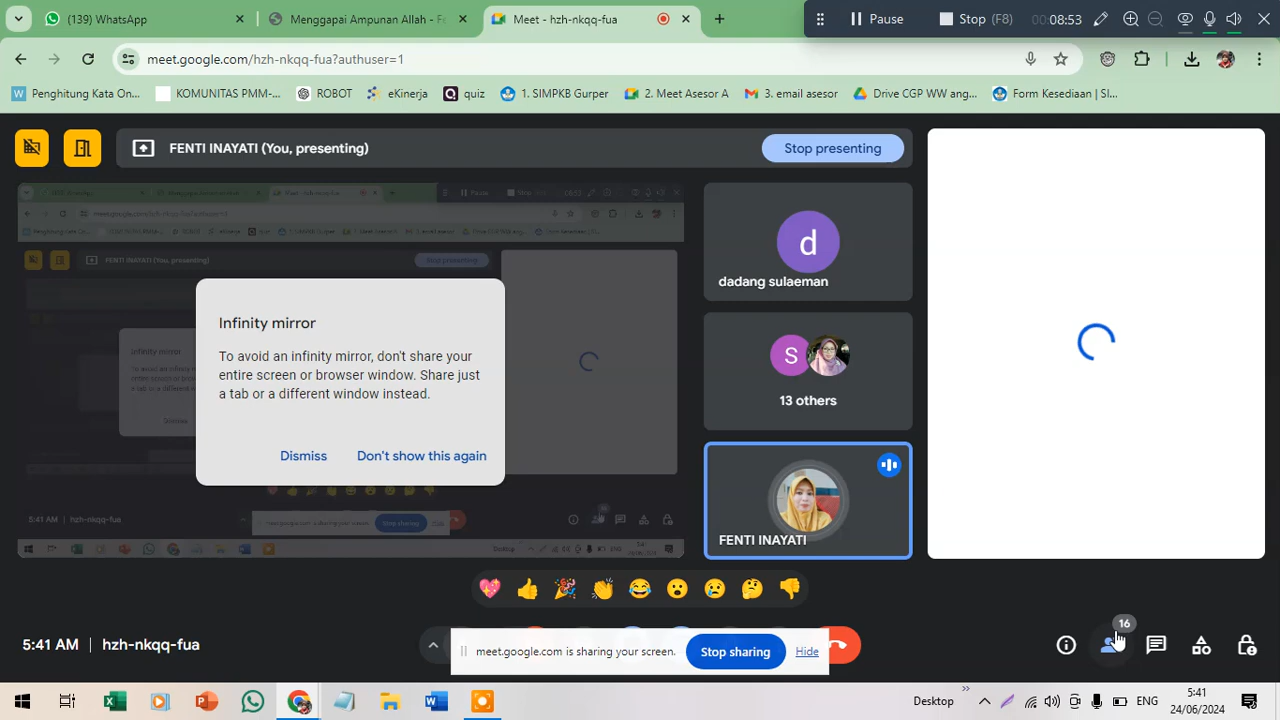 (139) WhatsApp
Menggapai Ampunan Allah - F
Meet - hzh-nkqq-fua
Pause
Stop (F8)
00:08:53
meet.google.com/hzh-nkqq-fua?authuser=1
Penghitung Kata On...
KOMUNITAS PMM-...
ROBOT
eKinerja
quiz
1. SIMPKB Gurper
2. Meet Asesor A
3. email asesor
Drive CGP WW ang...
Form Kesediaan | SI...
FENTI INAYATI (You, presenting)
Stop presenting
d
dadang sulaeman
Infinity mirror
To avoid an infinity mirror, don't share your
entire screen or browser window. Share just
a tab or a different window instead.
Dismiss
Don't show this again
S
13 others
FENTI INAYATI
5:41 AM
hzh-nkqq-fua
meet.google.com is sharing your screen.
Stop sharing
Hide
16
Desktop
ENG
5:41
24/06/2024